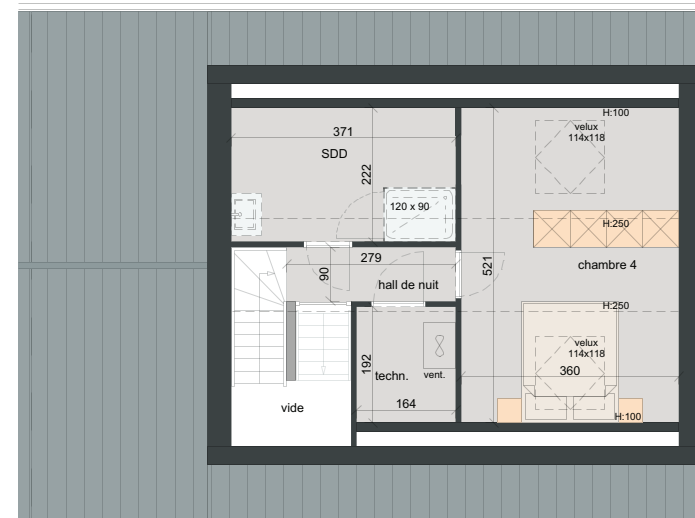 H:100
velux
114x118
371
SDD
222
120 x 90
H:250
279
90
521
chambre 4
hall de nuit
H:250
velux
114x118
360
192
techn.
vent.
164
vide
H:100